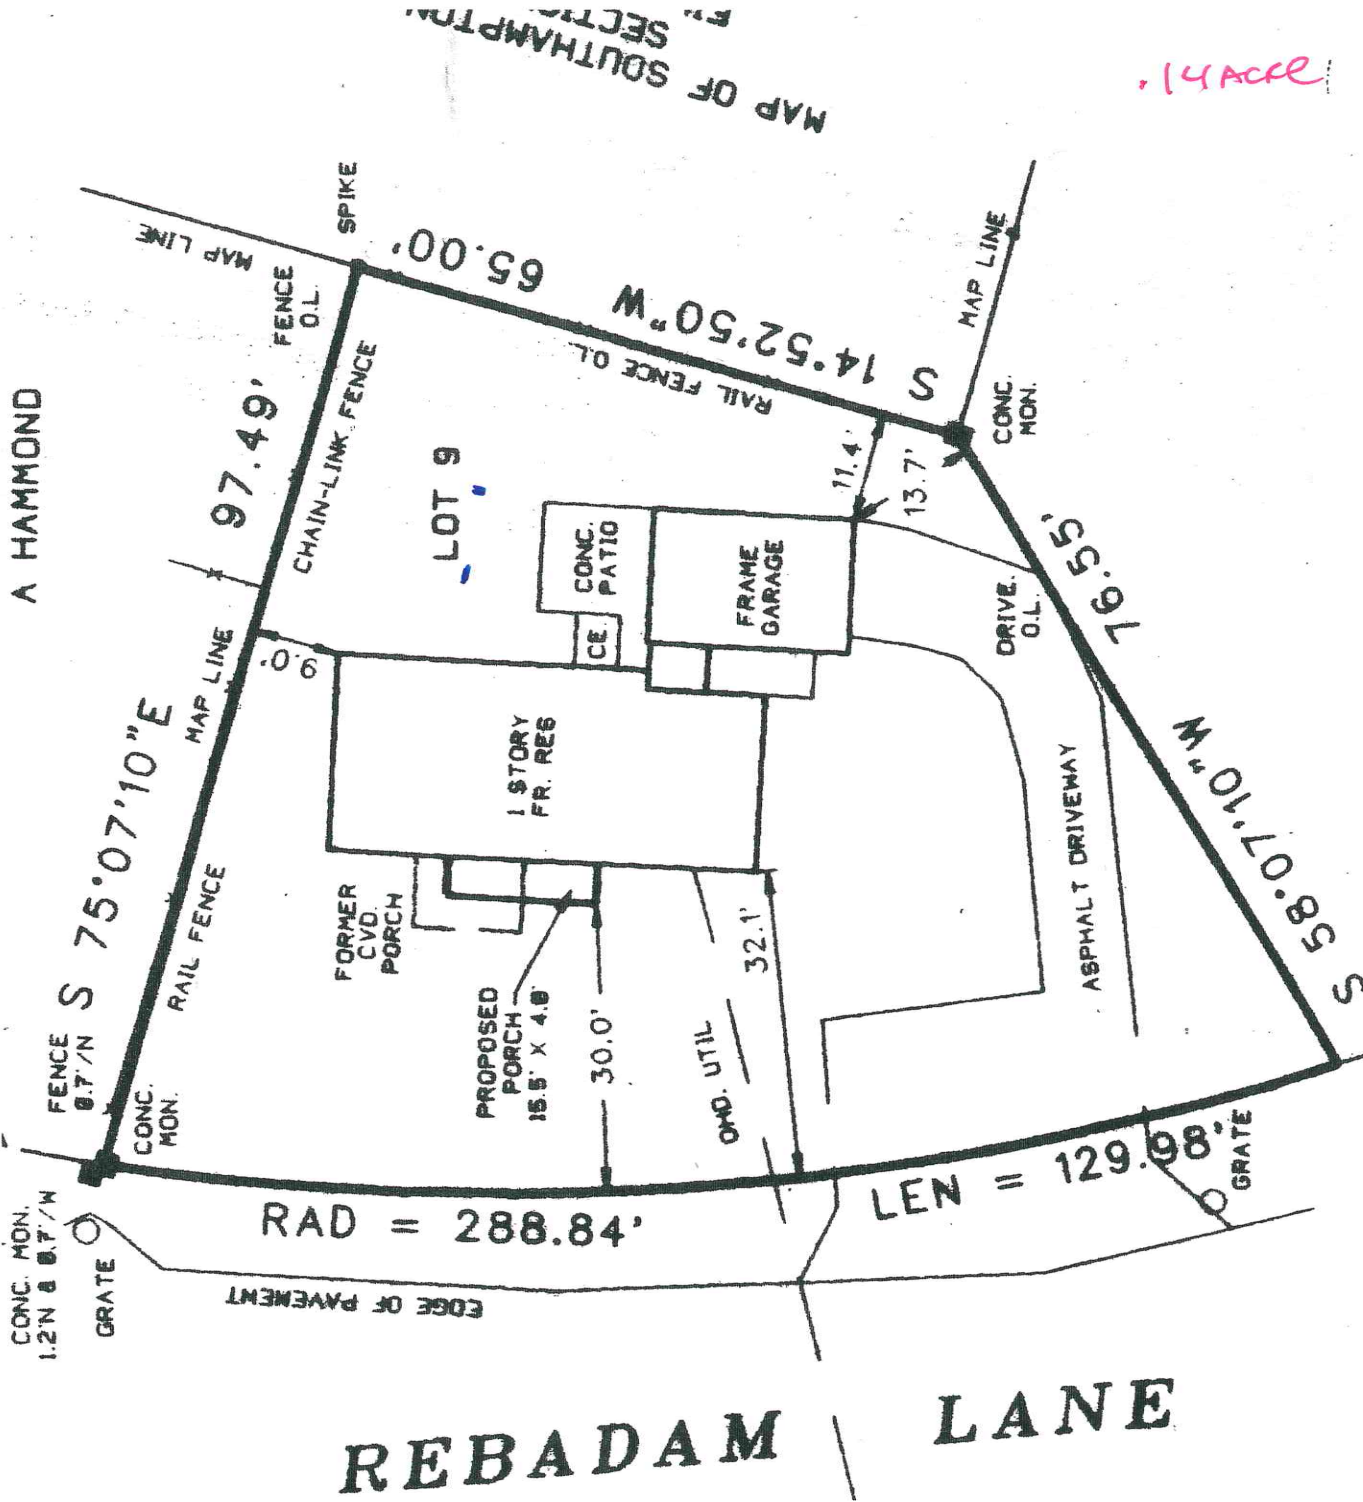 MAP OF SOUTHAMPTON
.14 Acre
A HAMMOND
MAP LINE
SPIKE
FENCE
O.L.
97.49'
CHAIN-LINK FENCE
65.00'
S 14°52'50"W
RAIL FENCE O.L.
MAP LINE
CONC.
MON.
LOT 9
11.4'
13.7'
CONC.
PATIO
CE
FRAME
GARAGE
DRIVE.
O.L.
76.55'
S 58°07'10"W
9.0'
MAP LINE
S 75°07'10"E
RAIL FENCE
FENCE
0.7'/N
CONC.
MON.
1 STORY
FR. RES
FORMER
CVD.
PORCH
PROPOSED
PORCH
15.5' X 4.0'
30.0'
32.1'
OHD. UTIL
ASPHALT DRIVEWAY
CONC. MON.
1.2'N & 0.7'/W
GRATE
RAD = 288.84'
LEN = 129.98'
GRATE
EDGE OF PAVEMENT
REBADAM LANE